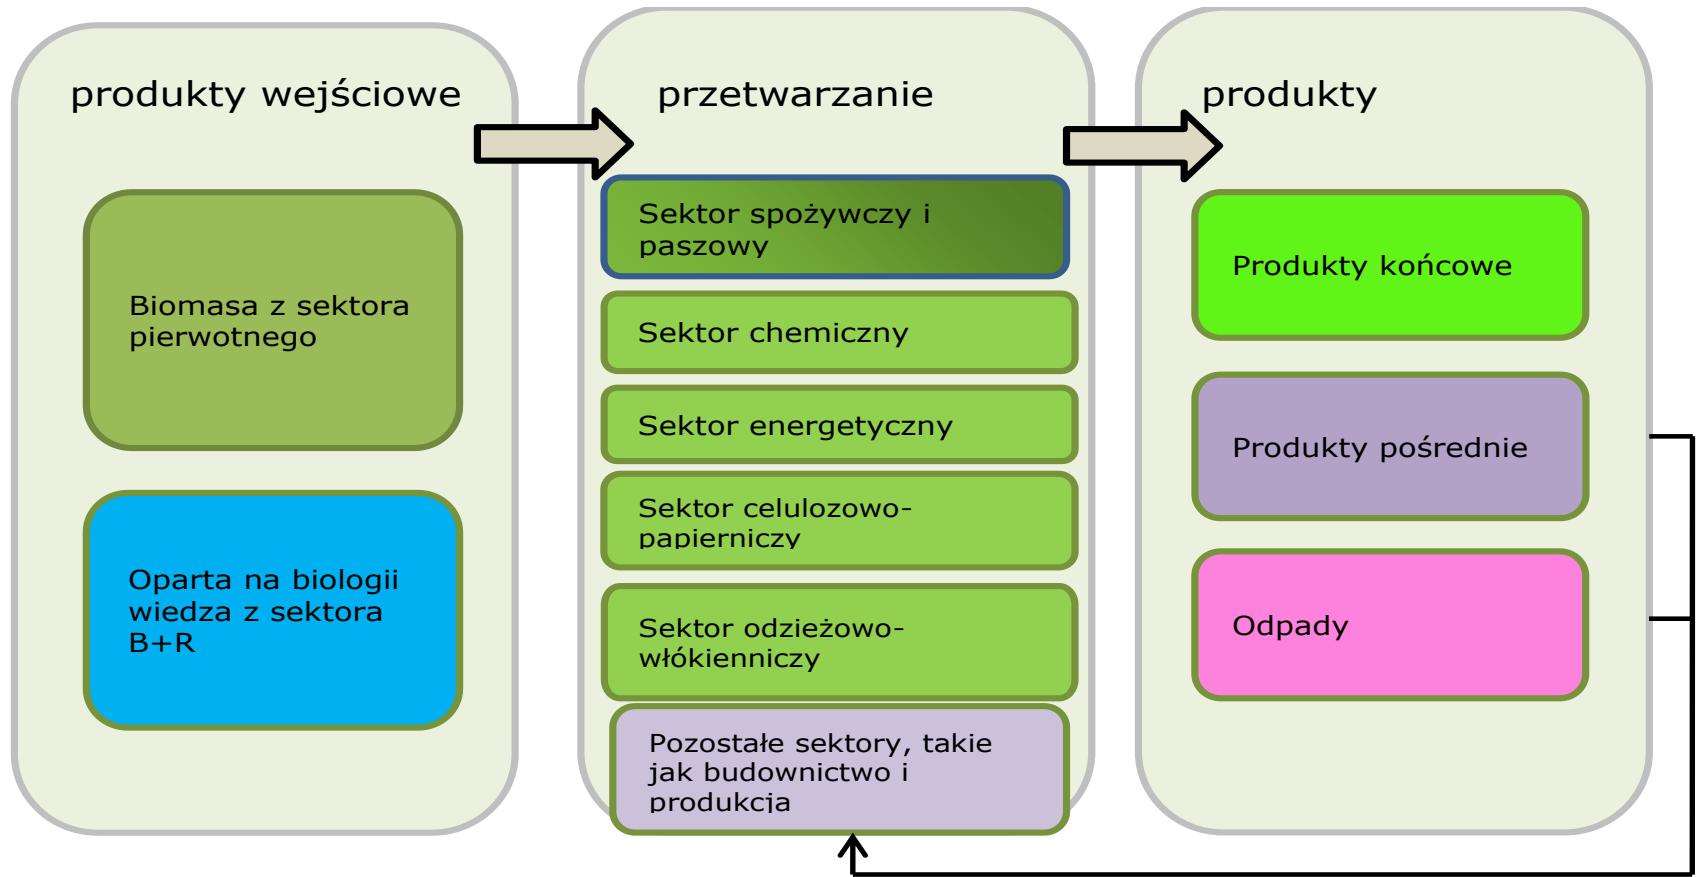 produkty wejściowe
Biomasa z sektora
pierwotnego
Oparta na biologii
wiedza z sektora
B+R
przetwarzanie
Sektor spożywczy i
paszowy
Sektor chemiczny
Sektor energetyczny
Sektor celulozowo-
papierniczy
Sektor odzieżowo-
włókienniczy
Pozostałe sektory, takie
jak budownictwo i
produkcja
produkty
Produkty końcowe
Produkty pośrednie
Odpady